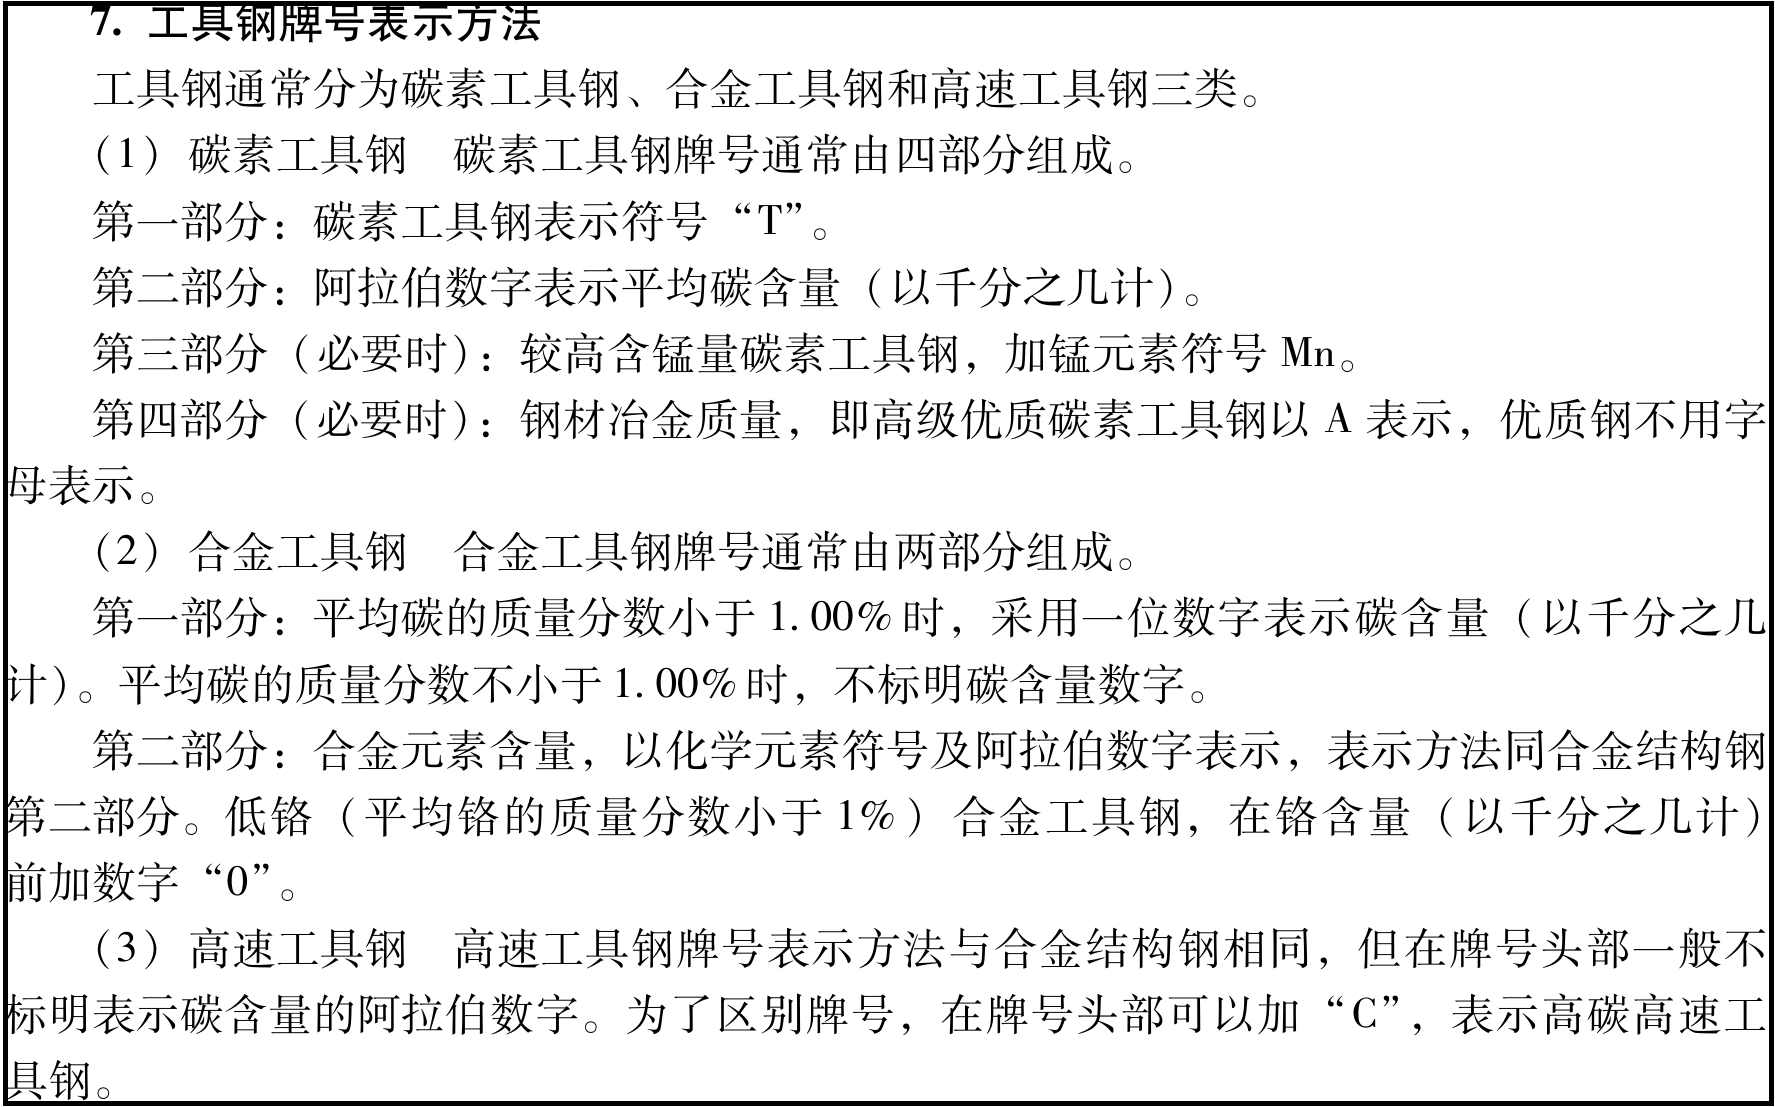 7. 工具钢牌号表示方法
工具钢通常分为碳素工具钢、合金工具钢和高速工具钢三类。
（1）碳素工具钢　碳素工具钢牌号通常由四部分组成。
第一部分：碳素工具钢表示符号“T”。
第二部分：阿拉伯数字表示平均碳含量（以千分之几计）。
第三部分（必要时）：较高含锰量碳素工具钢，加锰元素符号 Mn。
第四部分（必要时）：钢材冶金质量，即高级优质碳素工具钢以 A 表示，优质钢不用字
母表示。
（2）合金工具钢　合金工具钢牌号通常由两部分组成。
第一部分：平均碳的质量分数小于 1.00% 时，采用一位数字表示碳含量（以千分之几
计）。平均碳的质量分数不小于 1.00% 时，不标明碳含量数字。
第二部分：合金元素含量，以化学元素符号及阿拉伯数字表示，表示方法同合金结构钢
第二部分。低铬（平均铬的质量分数小于 1%）合金工具钢，在铬含量（以千分之几计）
前加数字“0”。
（3）高速工具钢　高速工具钢牌号表示方法与合金结构钢相同，但在牌号头部一般不
标明表示碳含量的阿拉伯数字。为了区别牌号，在牌号头部可以加“C”，表示高碳高速工
具钢。